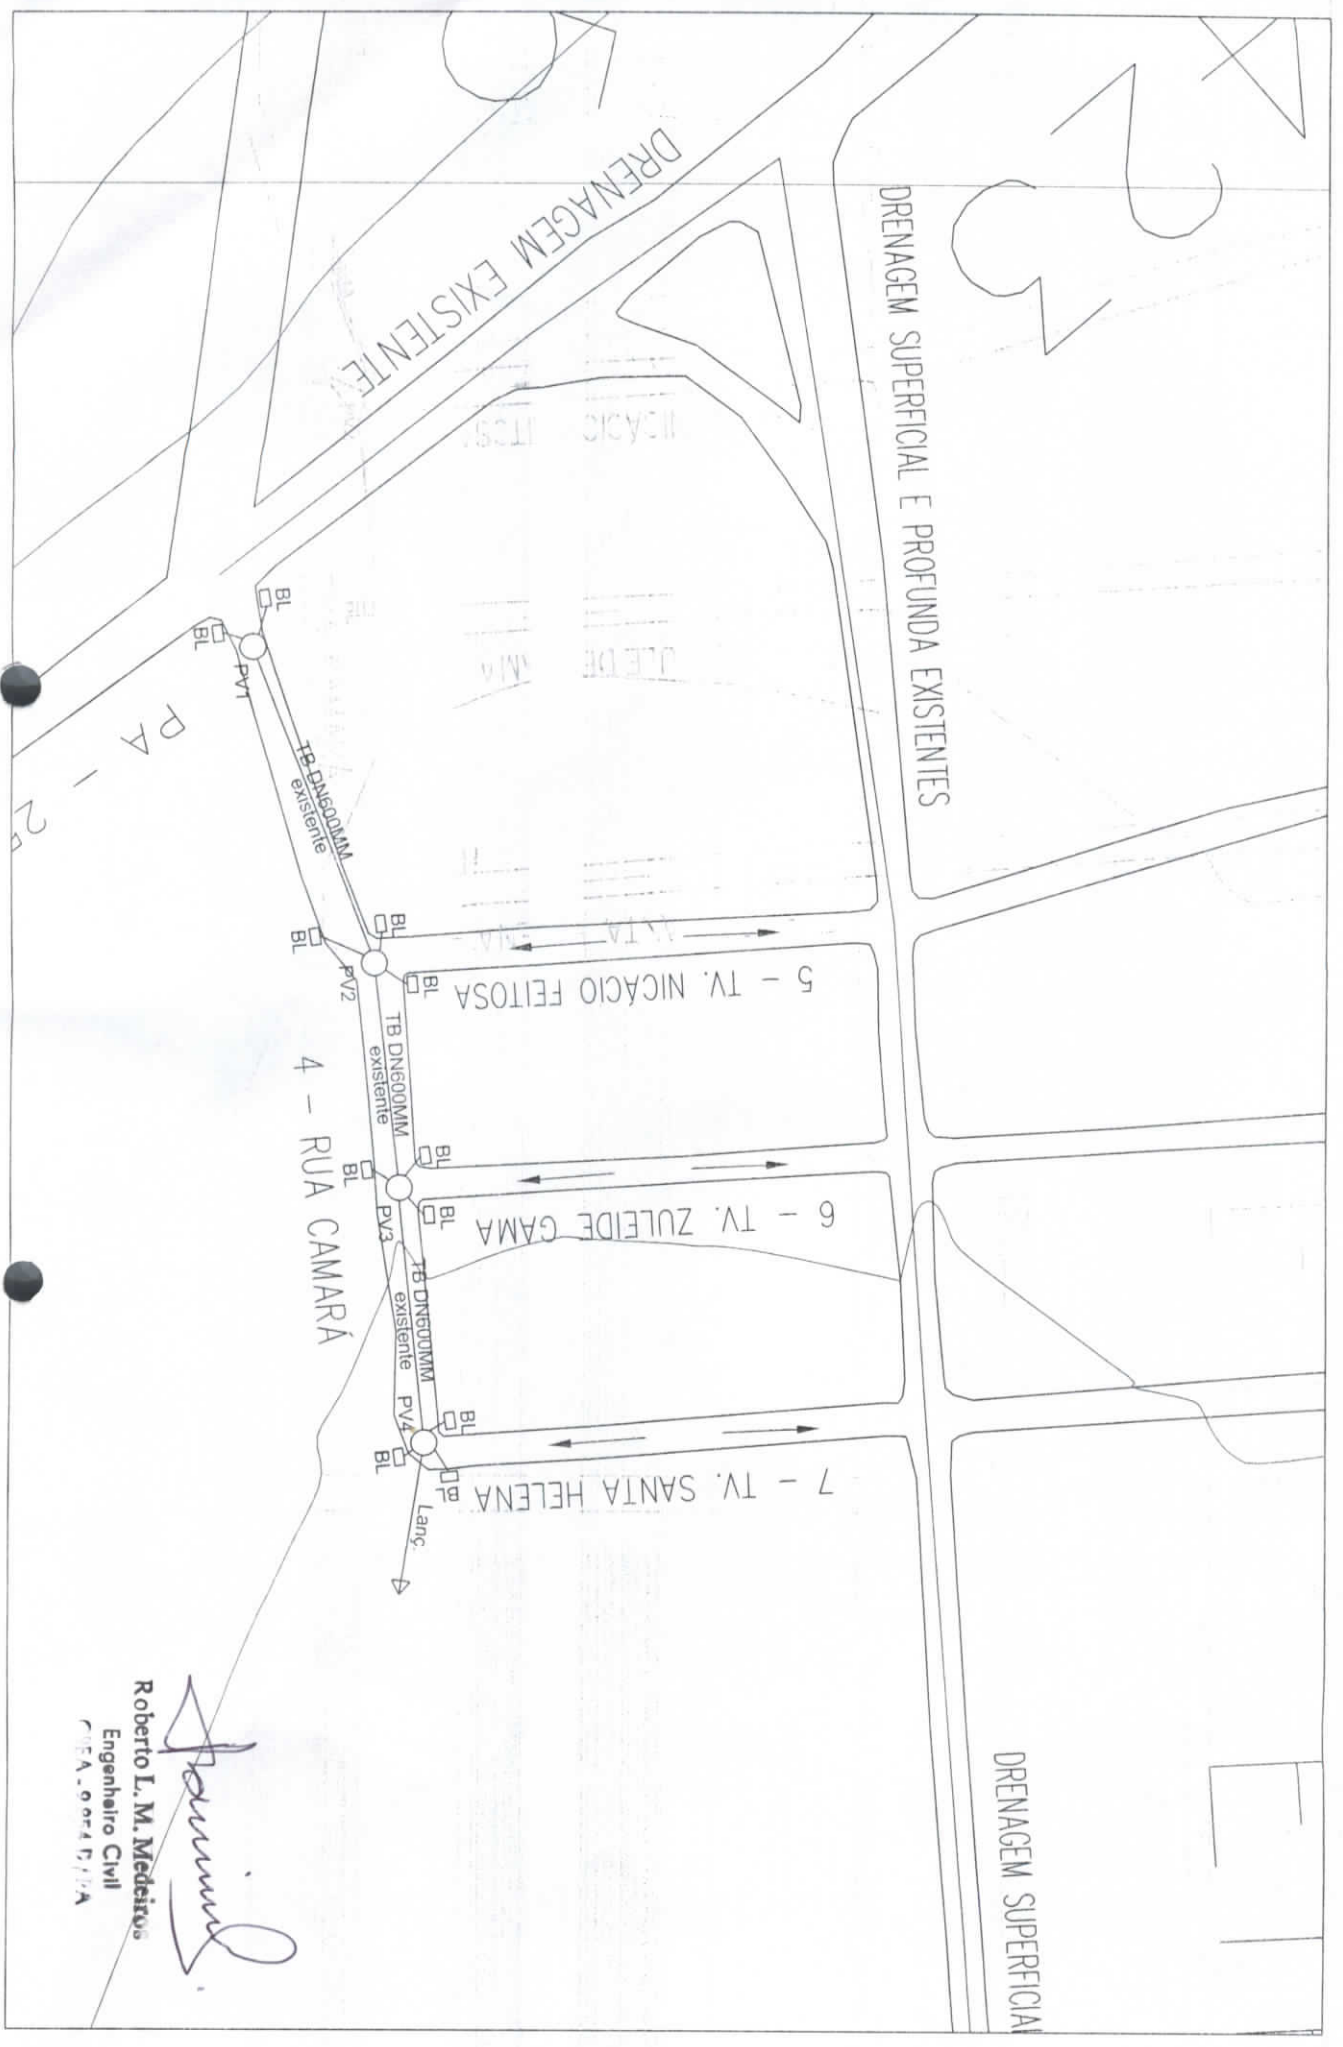 DRENAGEM EXISTENTE
DRENAGEM SUPERFICIAL E PROFUNDA EXISTENTES
BL
BL
PV1
TB DN600MM
existente
BL
BL
BL
PV2
5 - TV. NICÁCIO FEITOSA
TB DN600MM
existente
4 - RUA CAMARÁ
BL
BL
BL
PV3
6 - TV. ZULEIDE GAMA
TB DN600MM
existente
PV4
BL
BL
BL
7 - TV. SANTA HELENA
Lanç.
DRENAGEM SUPERFICIAL
Roberto L. M. Medeiros
Engenheiro Civil